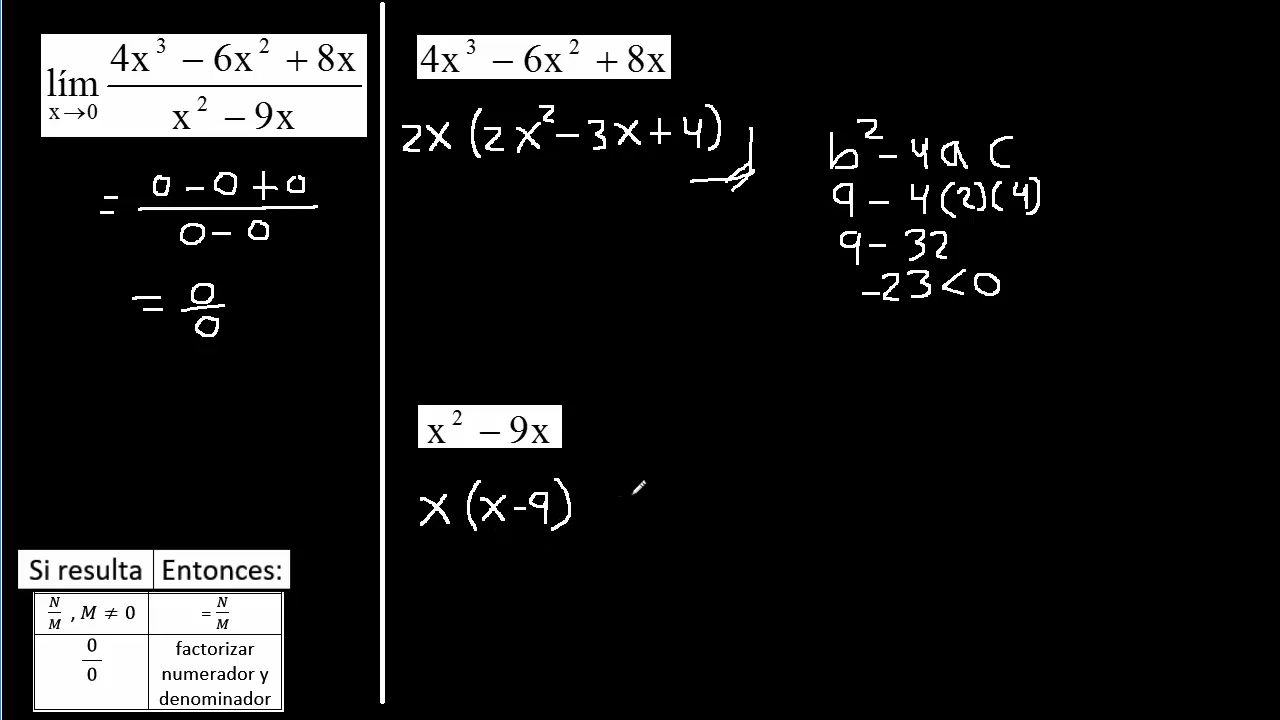 lím x→0 4x³ − 6x² + 8x / x² − 9x
= 0 − 0 + 0 / 0 − 0
= 0 / 0
Si resulta | Entonces:
N/M , M ≠ 0 | = N/M
0/0 | factorizar
numerador y
denominador
4x³ − 6x² + 8x
2x (2x² − 3x + 4)
b² − 4ac
9 − 4(2)(4)
9 − 32
−23 < 0
x² − 9x
x (x − 9)